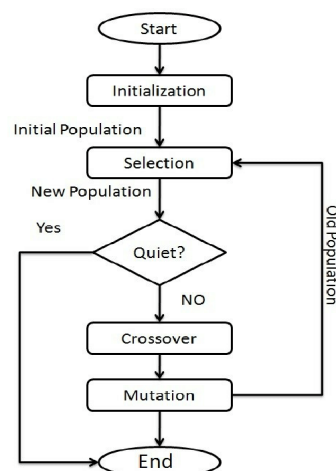 Start
Initialization
Initial Population
Selection
New Population
Yes
Quiet?
Old Population
NO
Crossover
Mutation
End